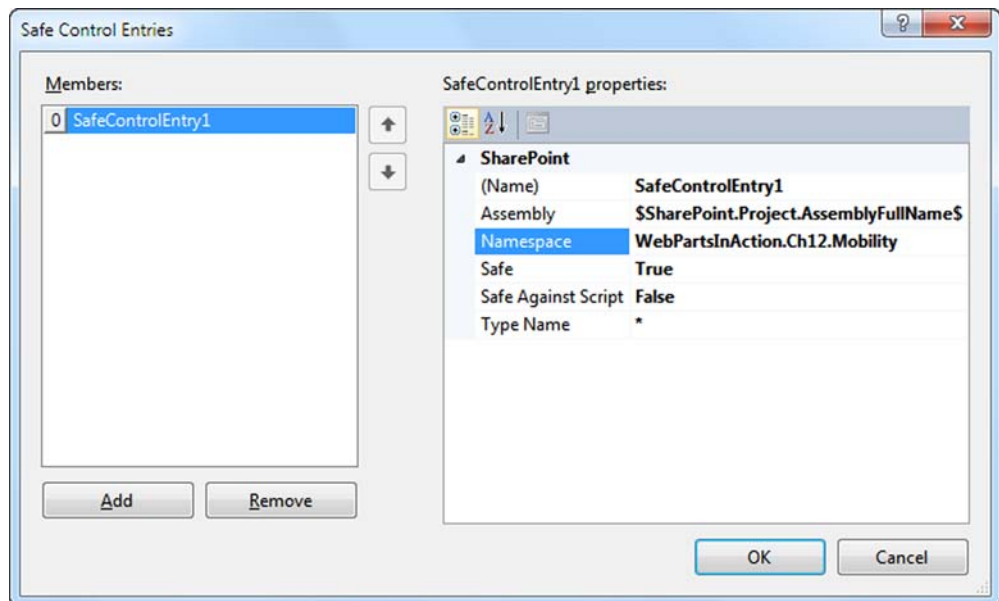 Safe Control Entries
Members:
0 SafeControlEntry1
Add Remove
SafeControlEntry1 properties:
SharePoint
(Name) SafeControlEntry1
Assembly $SharePoint.Project.AssemblyFullName$
Namespace WebPartsInAction.Ch12.Mobility
Safe True
Safe Against Script False
Type Name *
OK Cancel